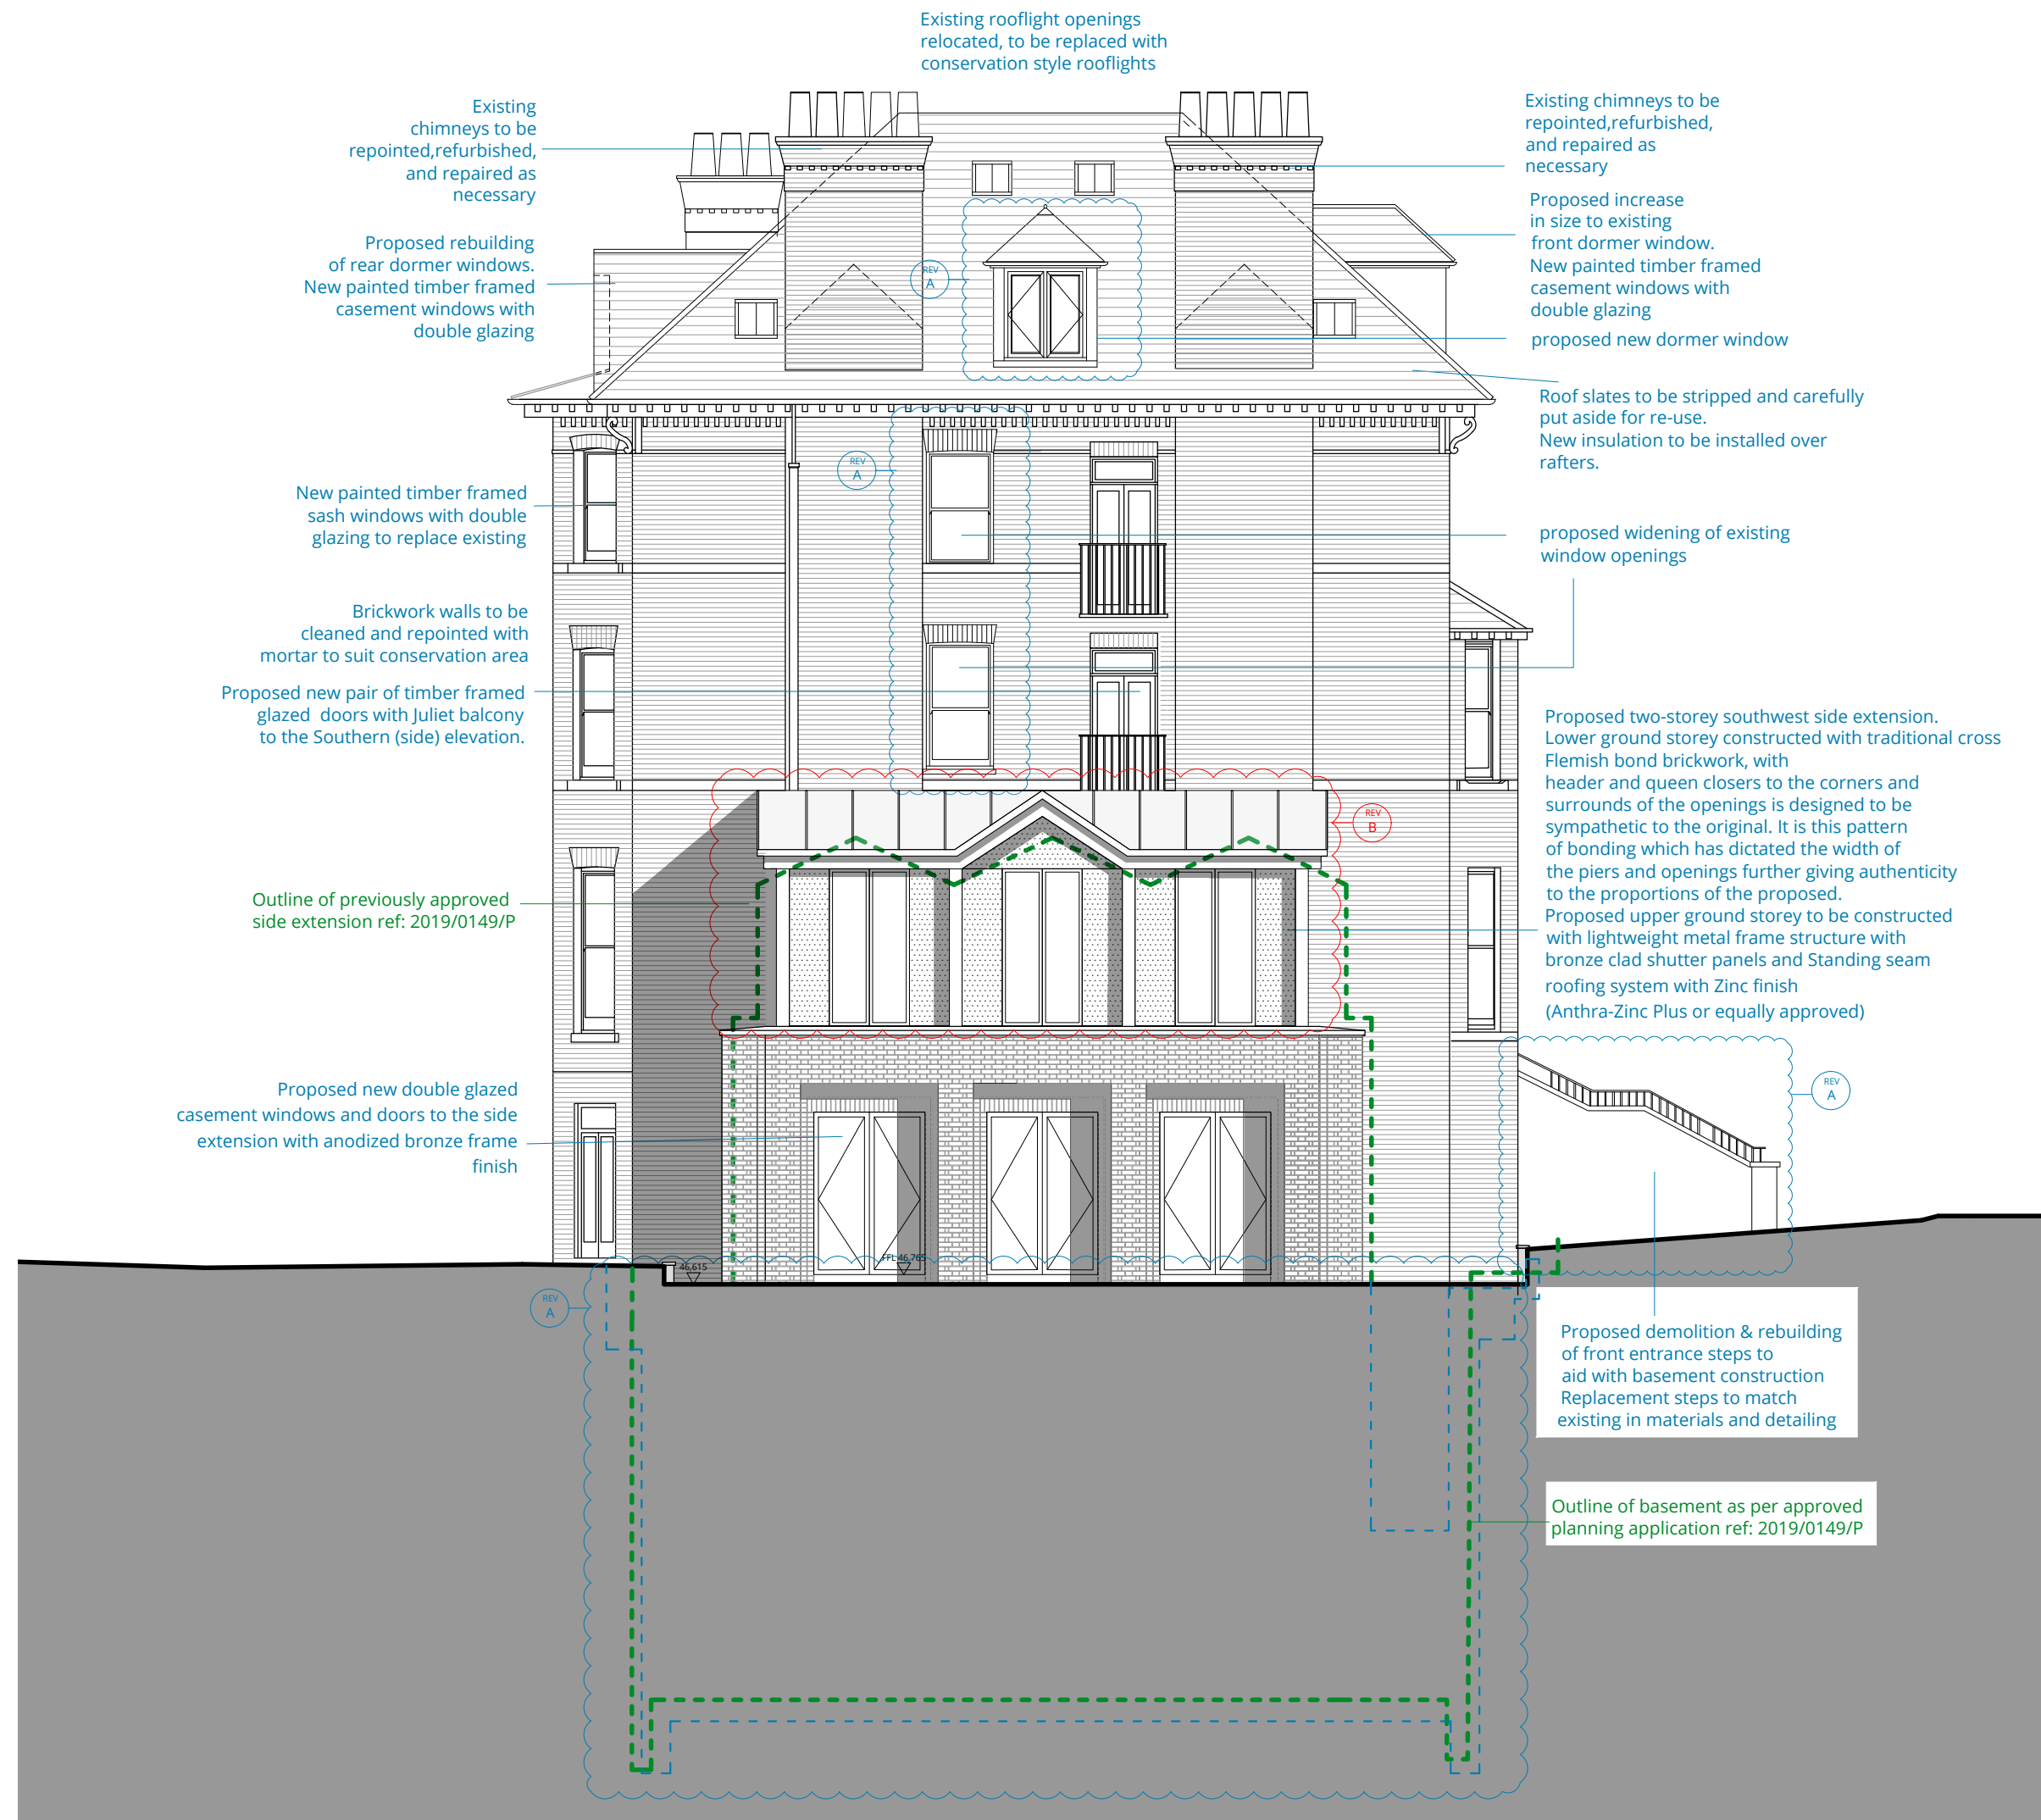 Existing rooflight openings
relocated, to be replaced with
conservation style rooflights
Existing
chimneys to be
repointed,refurbished,
and repaired as
necessary
Existing chimneys to be
repointed,refurbished,
and repaired as
necessary
Proposed rebuilding
of rear dormer windows.
New painted timber framed
casement windows with
double glazing
Proposed increase
in size to existing
front dormer window.
New painted timber framed
casement windows with
double glazing
REV
A
proposed new dormer window
Roof slates to be stripped and carefully
put aside for re-use.
New insulation to be installed over
rafters.
REV
A
New painted timber framed
sash windows with double
glazing to replace existing
proposed widening of existing
window openings
Brickwork walls to be
cleaned and repointed with
mortar to suit conservation area
Proposed new pair of timber framed
glazed doors with Juliet balcony
to the Southern (side) elevation.
Proposed two-storey southwest side extension.
Lower ground storey constructed with traditional cross
Flemish bond brickwork, with
header and queen closers to the corners and
surrounds of the openings is designed to be
sympathetic to the original. It is this pattern
of bonding which has dictated the width of
the piers and openings further giving authenticity
to the proportions of the proposed.
Proposed upper ground storey to be constructed
with lightweight metal frame structure with
bronze clad shutter panels and Standing seam
roofing system with Zinc finish
(Anthra-Zinc Plus or equally approved)
REV
B
Outline of previously approved
side extension ref: 2019/0149/P
Proposed new double glazed
casement windows and doors to the side
extension with anodized bronze frame
finish
REV
A
46,615
FFL 46,765
REV
A
Proposed demolition & rebuilding
of front entrance steps to
aid with basement construction
Replacement steps to match
existing in materials and detailing
Outline of basement as per approved
planning application ref: 2019/0149/P